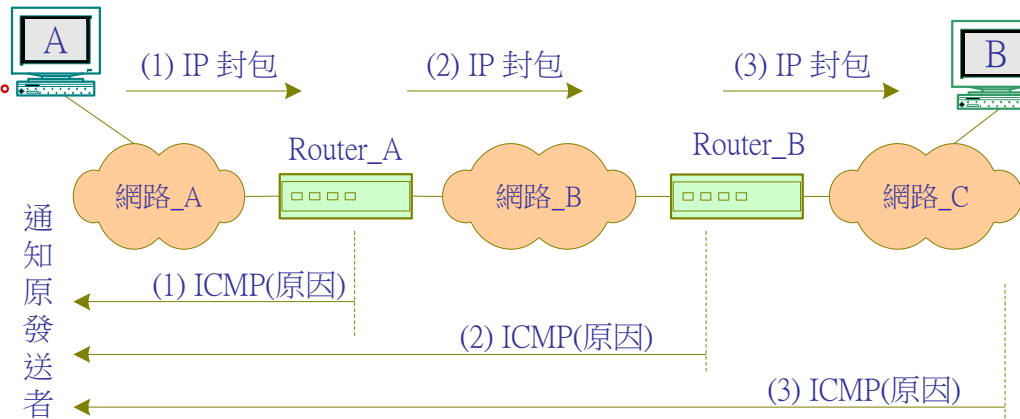 A
B
(1) IP 封包
(2) IP 封包
(3) IP 封包
Router_A
Router_B
網路_A
網路_B
網路_C
通知原發送者
(1) ICMP(原因)
(2) ICMP(原因)
(3) ICMP(原因)